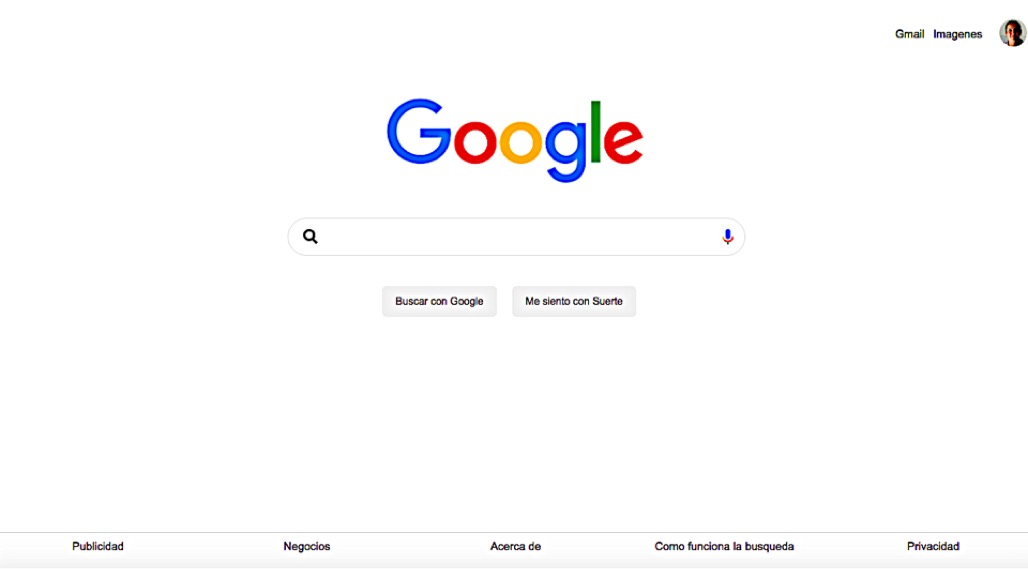 Gmail Imagenes
Google
Buscar con Google Me siento con Suerte
Publicidad Negocios Acerca de Como funciona la busqueda Privacidad